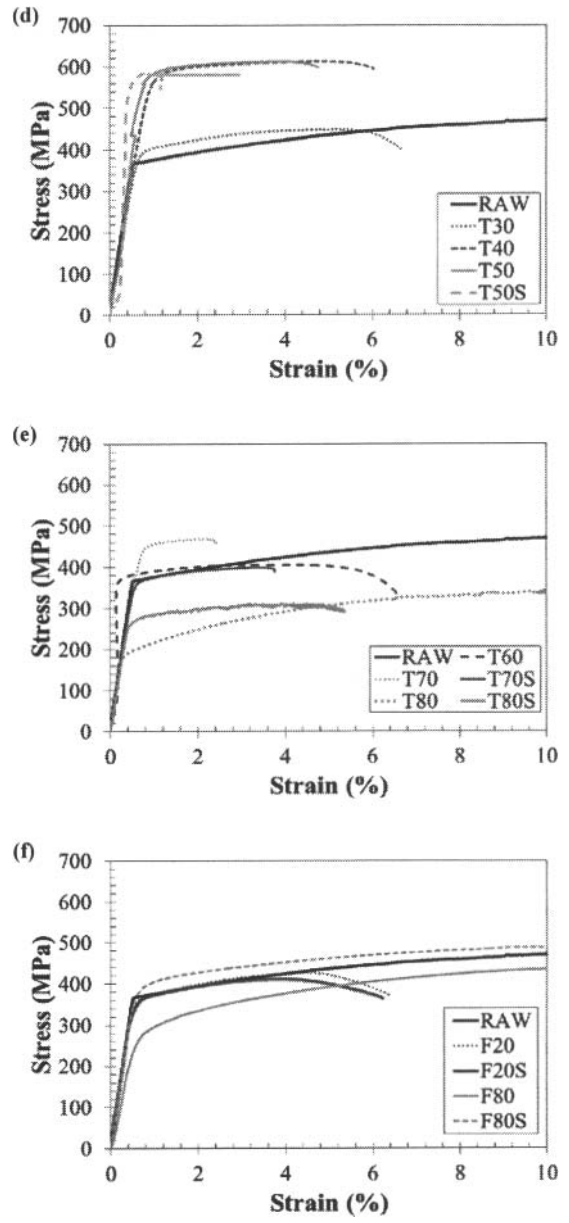 (d)
700
600
500
400
300
200
100
0
Stress (MPa)
RAW
T30
T40
T50
T50S
0 2 4 6 8 10
Strain (%)
(e)
700
600
500
400
300
200
100
0
Stress (MPa)
RAW T60
T70 T70S
T80 T80S
0 2 4 6 8 10
Strain (%)
(f)
700
600
500
400
300
200
100
0
Stress (MPa)
RAW
F20
F20S
F80
F80S
0 2 4 6 8 10
Strain (%)